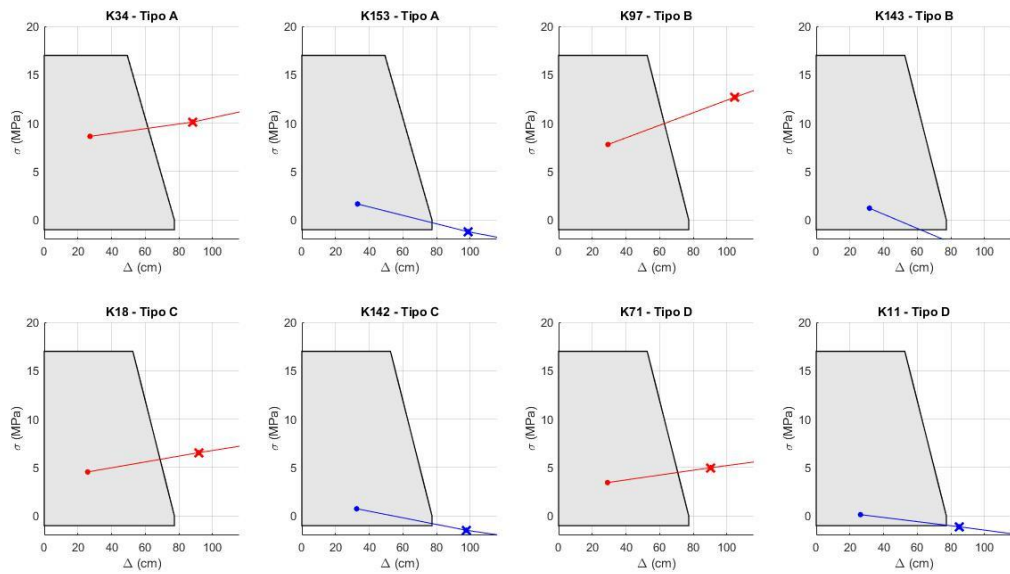 K34 - Tipo A
K153 - Tipo A
K97 - Tipo B
K143 - Tipo B
20
15
10
5
0
σ (MPa)
0 20 40 60 80 100
Δ (cm)
20
15
10
5
0
σ (MPa)
0 20 40 60 80 100
Δ (cm)
20
15
10
5
0
σ (MPa)
0 20 40 60 80 100
Δ (cm)
20
15
10
5
0
σ (MPa)
0 20 40 60 80 100
Δ (cm)
K18 - Tipo C
K142 - Tipo C
K71 - Tipo D
K11 - Tipo D
20
15
10
5
0
σ (MPa)
0 20 40 60 80 100
Δ (cm)
20
15
10
5
0
σ (MPa)
0 20 40 60 80 100
Δ (cm)
20
15
10
5
0
σ (MPa)
0 20 40 60 80 100
Δ (cm)
20
15
10
5
0
σ (MPa)
0 20 40 60 80 100
Δ (cm)